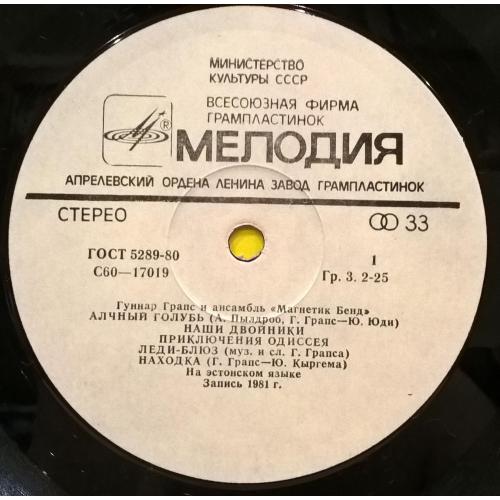 МИНИСТЕРСТВО
КУЛЬТУРЫ СССР
ВСЕСОЮЗНАЯ ФИРМА
ГРАМПЛАСТИНОК
МЕЛОДИЯ
АПРЕЛЕВСКИЙ ОРДЕНА ЛЕНИНА ЗАВОД ГРАМПЛАСТИНОК
СТЕРЕО 33
ГОСТ 5289-80 1
С60—17019 Гр. 3. 2-25
Гуннар Грапс и ансамбль «Магнетик Бенд»
АЛЧНЫЙ ГОЛУБЬ (А. Пылдроб, Г. Грапс—Ю. Юди)
НАШИ ДВОЙНИКИ
ПРИКЛЮЧЕНИЯ ОДИССЕЯ
ЛЕДИ-БЛЮЗ (муз. и сл. Г. Грапса)
НАХОДКА (Г. Грапс—Ю. Кыргема)
На эстонском языке
Запись 1981 г.